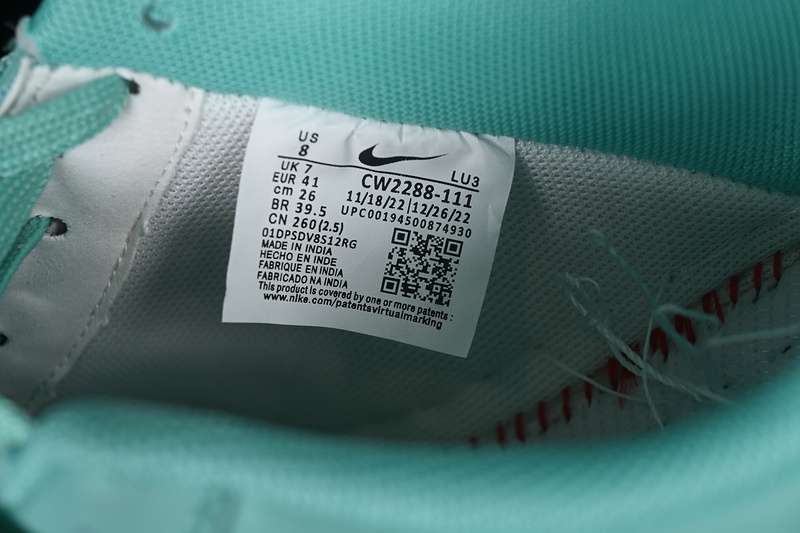 US
8
UK 7
EUR 41
cm 26
BR 39.5
CN 260(2.5)
LU3
CW2288-111
11/18/22|12/26/22
UPC00194500874930
01DPSDV8S12RG
MADE IN INDIA
HECHO EN INDE
FABRIQUE EN INDIA
FABRICADO NA INDIA
This product is covered by one or more patents :
www.nike.com/patentsvirtualmarking